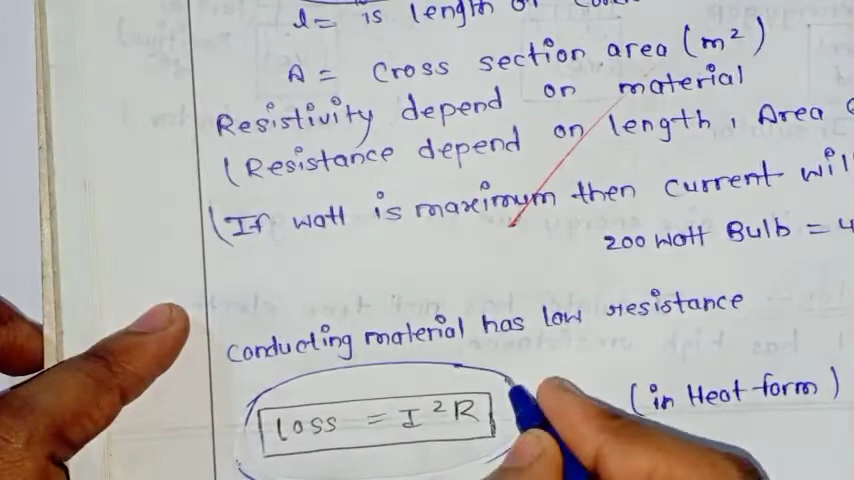 l = is length of
A = Cross section area (m²)
Resistivity depend on material
(Resistance depend on length, Area
(If watt is maximum then current will
200 watt Bulb = 4
conducting material has low resistance
(in Heat form)
Loss = I²R